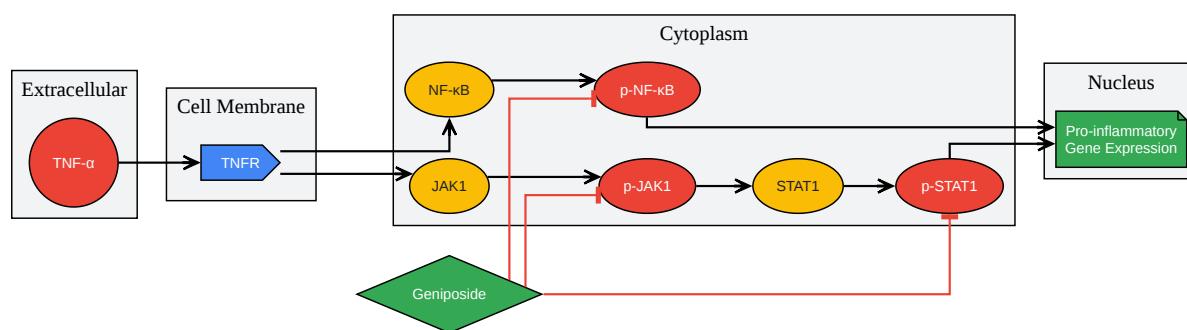 Extracellular
TNF-α
Cell Membrane
TNFR
Cytoplasm
NF-κB
p-NF-κB
JAK1
p-JAK1
STAT1
p-STAT1
Nucleus
Pro-inflammatory
Gene Expression
Geniposide